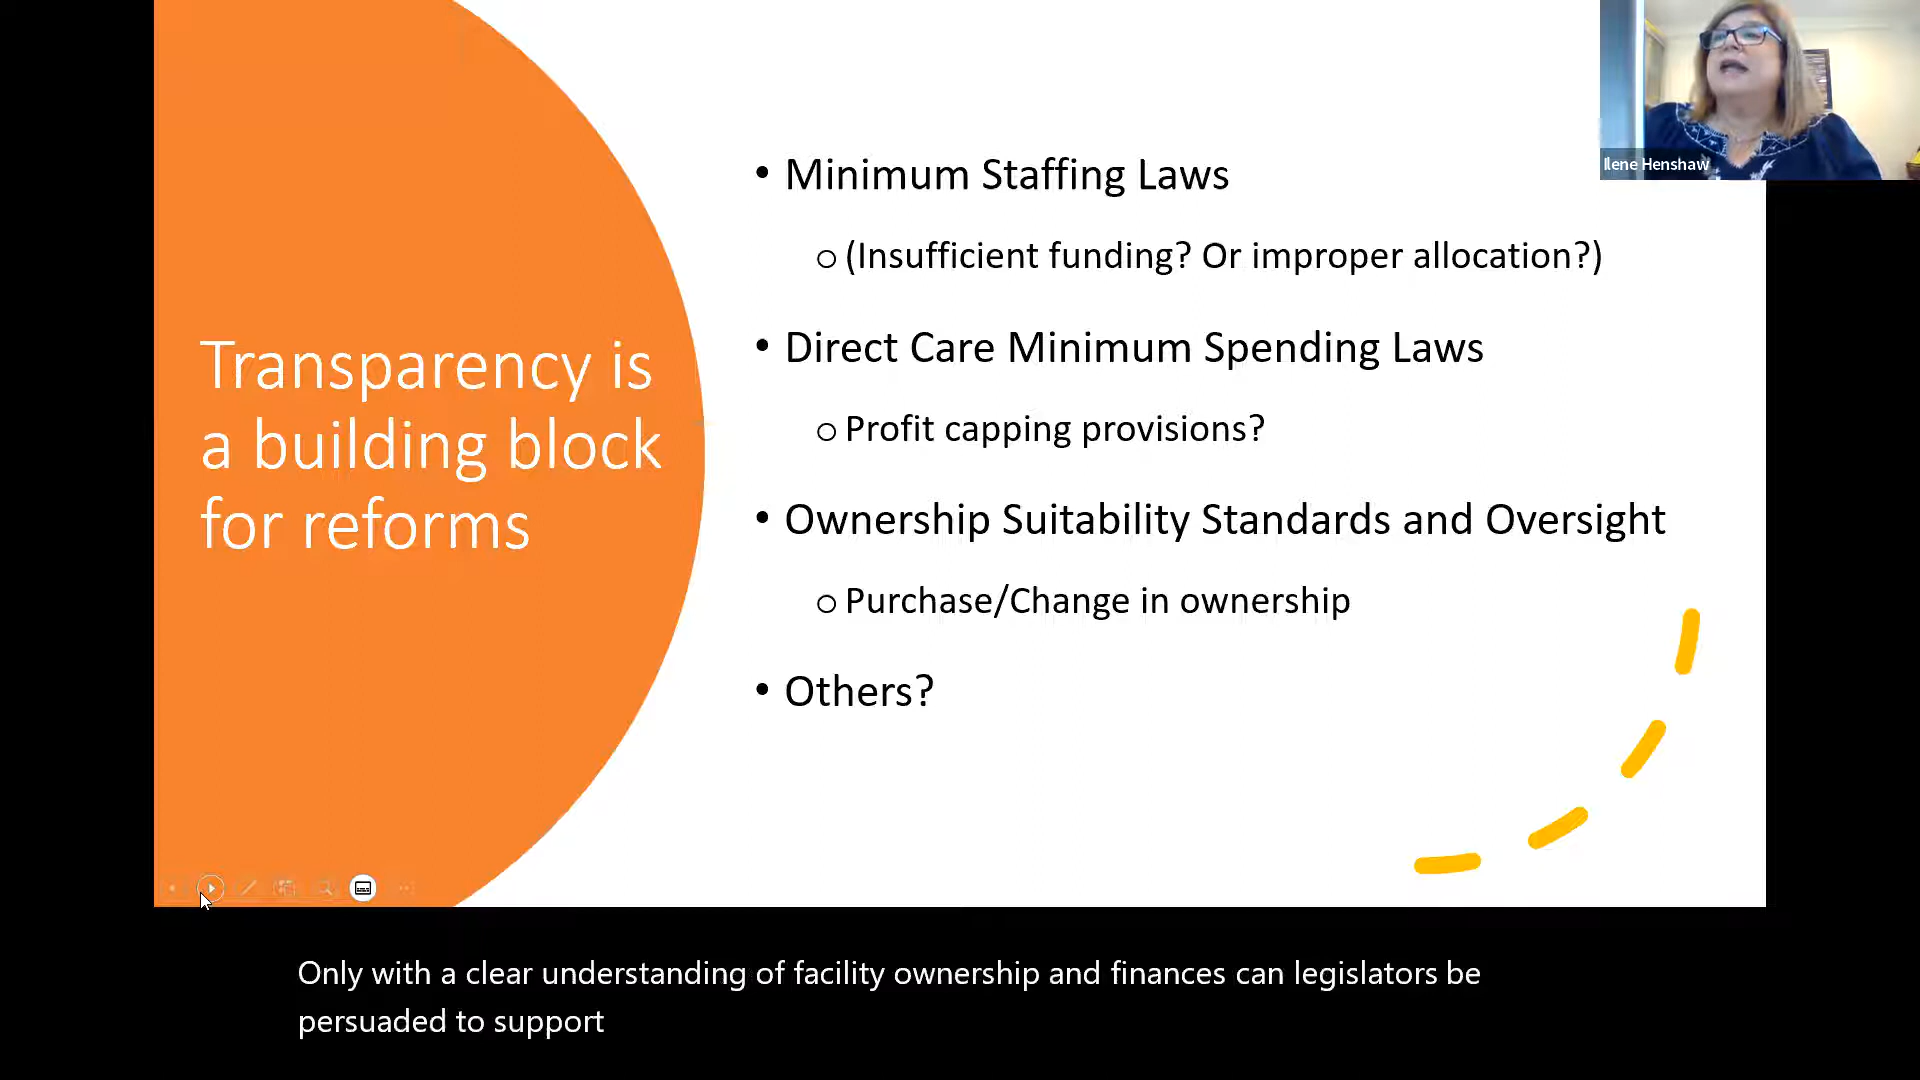 Transparency is
a building block
for reforms
• Minimum Staffing Laws
o (Insufficient funding? Or improper allocation?)
• Direct Care Minimum Spending Laws
o Profit capping provisions?
• Ownership Suitability Standards and Oversight
o Purchase/Change in ownership
• Others?
Ilene Henshaw
Only with a clear understanding of facility ownership and finances can legislators be
persuaded to support